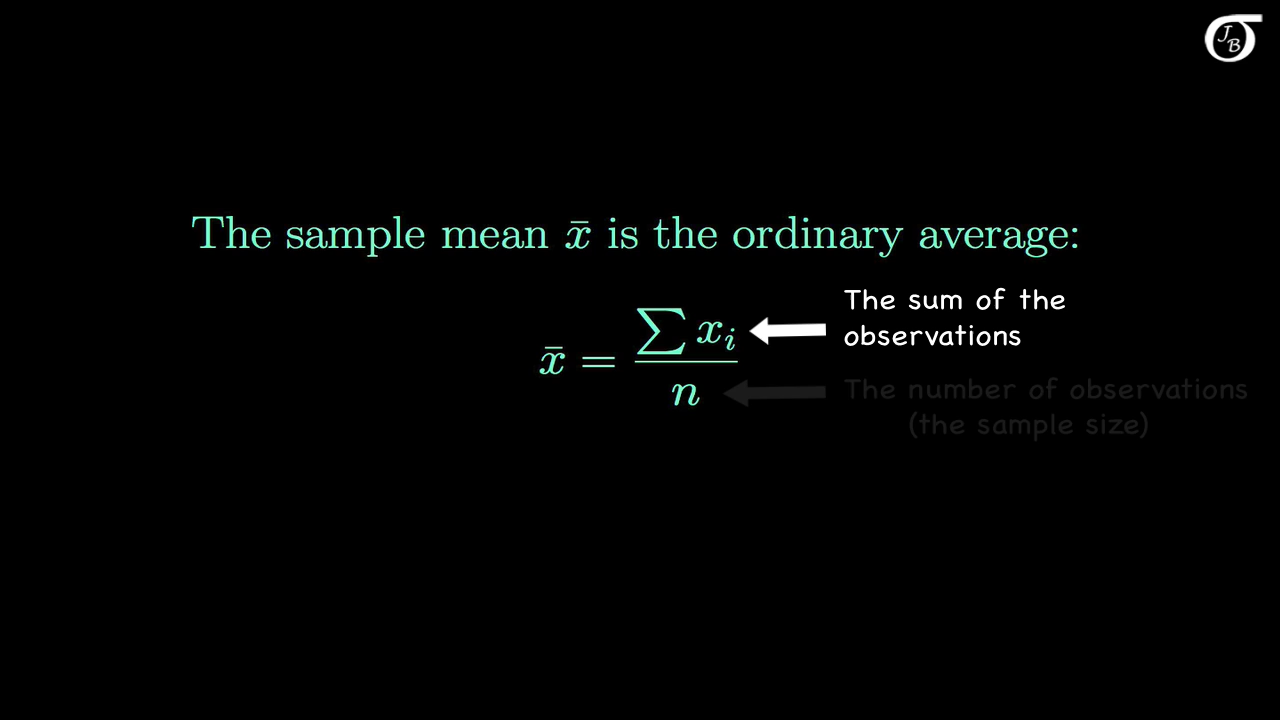 JB
The sample mean x̄ is the ordinary average:
x̄ = ∑ xᵢ / n
The sum of the
observations
The number of observations
(the sample size)